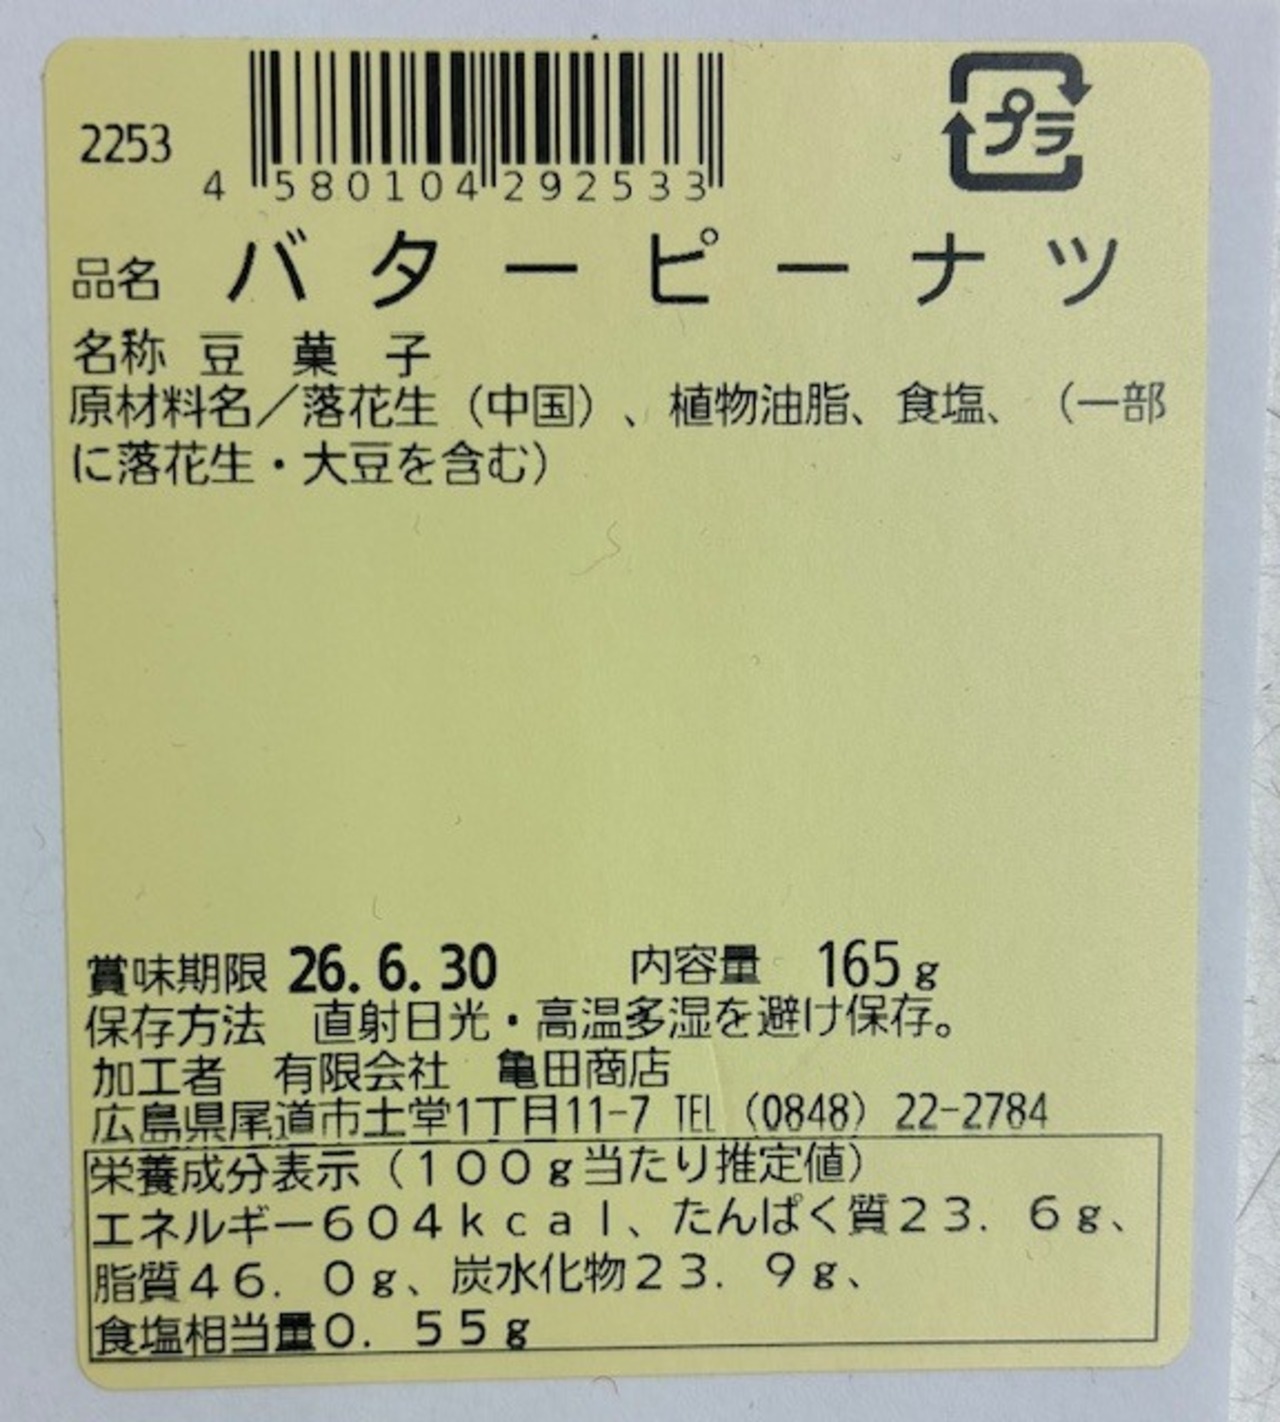 2253
4 580104 292533
プラ
品名 バターピーナツ
名称 豆菓子
原材料名／落花生（中国）、植物油脂、食塩、（一部
に落花生・大豆を含む）
賞味期限 26.6.30 内容量 165g
保存方法 直射日光・高温多湿を避け保存。
加工者 有限会社 亀田商店
広島県尾道市土堂1丁目11-7 TEL（0848）22-2784
栄養成分表示（１００ｇ当たり推定値）
エネルギー６０４ｋｃａｌ、たんぱく質２３．６ｇ、
脂質４６．０ｇ、炭水化物２３．９ｇ、
食塩相当量０．５５ｇ